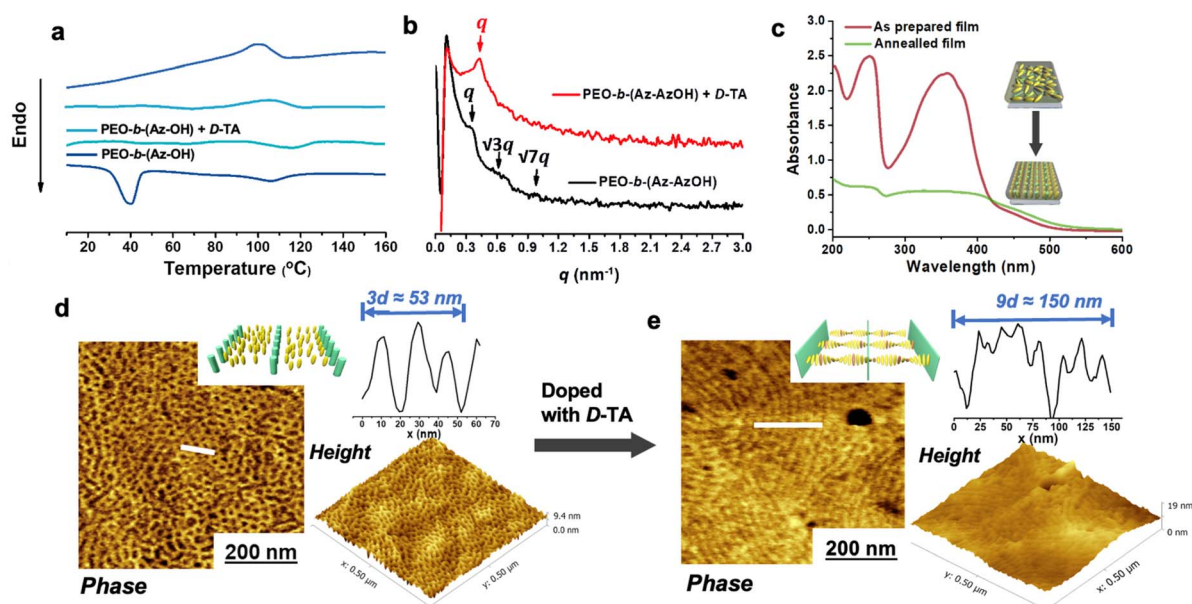 a
Endo
PEO-b-(Az-OH) + D-TA
PEO-b-(Az-OH)
20 40 60 80 100 120 140 160
Temperature (°C)
b
q
q
√3q
√7q
PEO-b-(Az-AzOH) + D-TA
PEO-b-(Az-AzOH)
0.0 0.3 0.6 0.9 1.2 1.5 1.8 2.1 2.4 2.7 3.0
q (nm⁻¹)
c
As prepared film
Annealled film
Absorbance
3.0
2.5
2.0
1.5
1.0
0.5
0.0
200 300 400 500 600
Wavelength (nm)
d
3d ≈ 53 nm
0 10 20 30 40 50 60 70
x (nm)
Height
9.4 nm
0.0 nm
x: 0.50 µm
y: 0.50 µm
200 nm
Phase
Doped
with D-TA
e
9d ≈ 150 nm
0 25 50 75 100 125 150
x (nm)
Height
19 nm
0 nm
y: 0.50 µm
x: 0.50 µm
200 nm
Phase